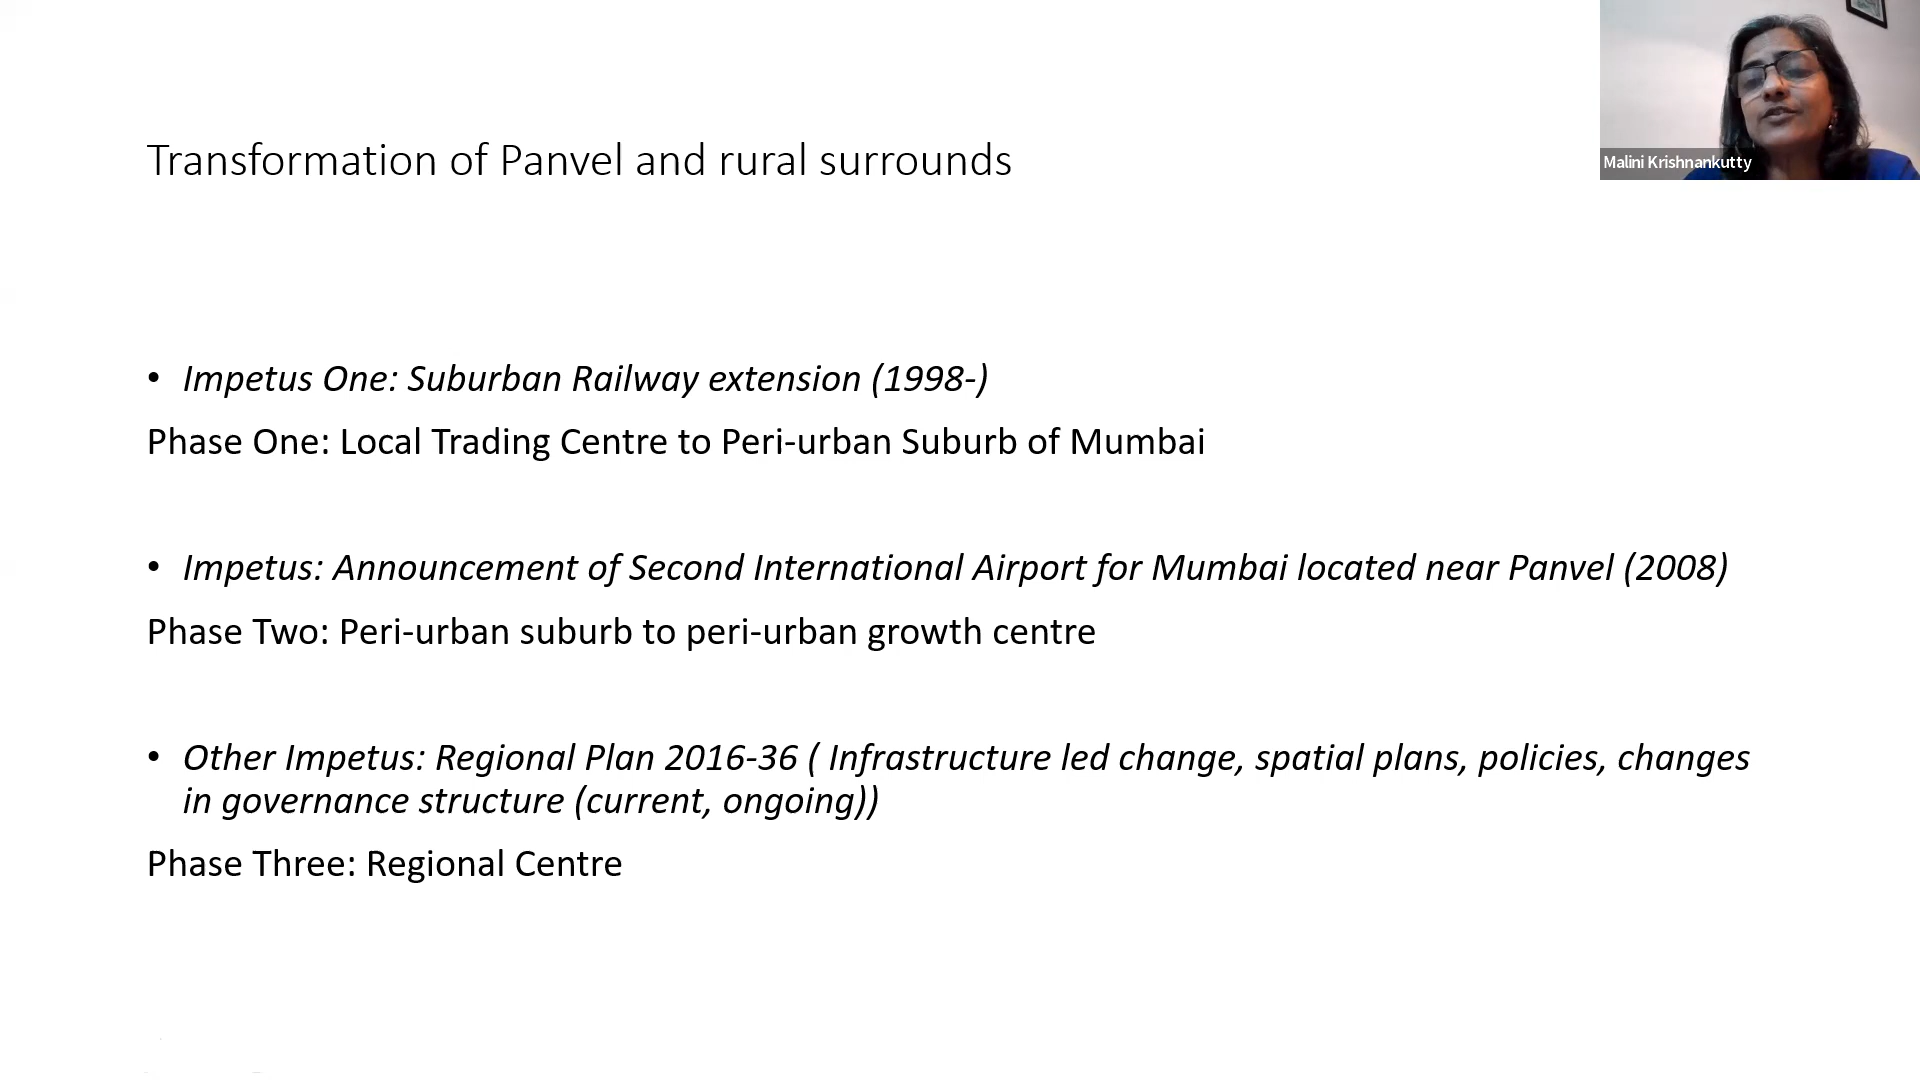 Malini Krishnankutty
Transformation of Panvel and rural surrounds
• Impetus One: Suburban Railway extension (1998-)
Phase One: Local Trading Centre to Peri-urban Suburb of Mumbai
• Impetus: Announcement of Second International Airport for Mumbai located near Panvel (2008)
Phase Two: Peri-urban suburb to peri-urban growth centre
• Other Impetus: Regional Plan 2016-36 ( Infrastructure led change, spatial plans, policies, changes
in governance structure (current, ongoing))
Phase Three: Regional Centre